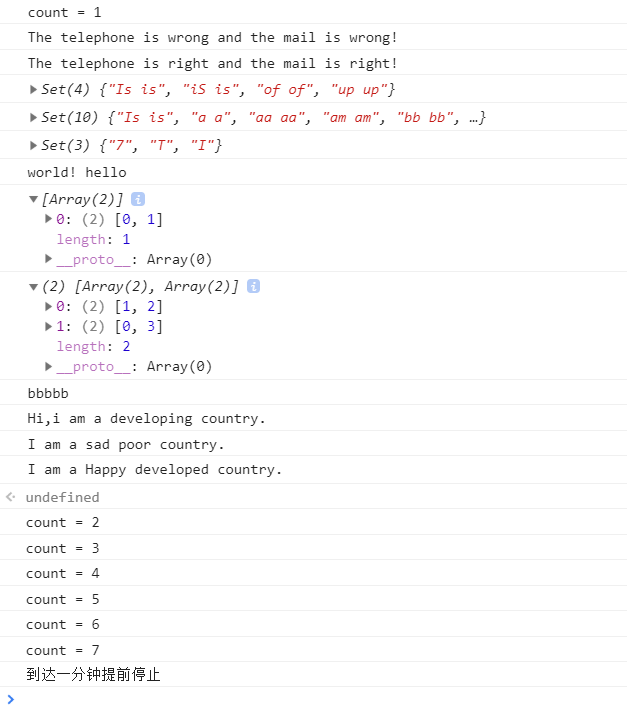 count = 1
The telephone is wrong and the mail is wrong!
The telephone is right and the mail is right!
Set(4) {"Is is", "iS is", "of of", "up up"}
Set(10) {"Is is", "a a", "aa aa", "am am", "bb bb", …}
Set(3) {"7", "T", "I"}
world! hello
[Array(2)] i
0: (2) [0, 1]
length: 1
__proto__: Array(0)
(2) [Array(2), Array(2)] i
0: (2) [1, 2]
1: (2) [0, 3]
length: 2
__proto__: Array(0)
bbbbb
Hi,i am a developing country.
I am a sad poor country.
I am a Happy developed country.
undefined
count = 2
count = 3
count = 4
count = 5
count = 6
count = 7
到达一分钟提前停止